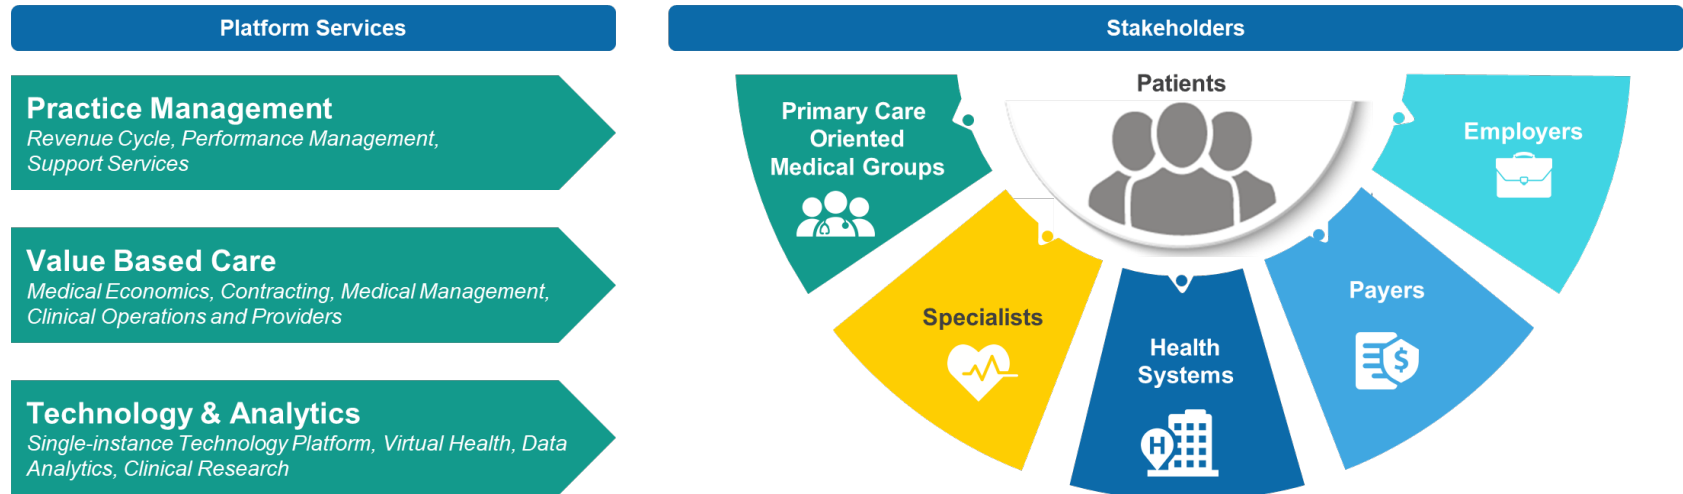 Platform Services
Practice Management
Revenue Cycle, Performance Management,
Support Services
Value Based Care
Medical Economics, Contracting, Medical Management,
Clinical Operations and Providers
Technology & Analytics
Single-instance Technology Platform, Virtual Health, Data
Analytics, Clinical Research
Stakeholders
Patients
Primary Care
Oriented
Medical Groups
Specialists
Health
Systems
H
Payers
$
Employers